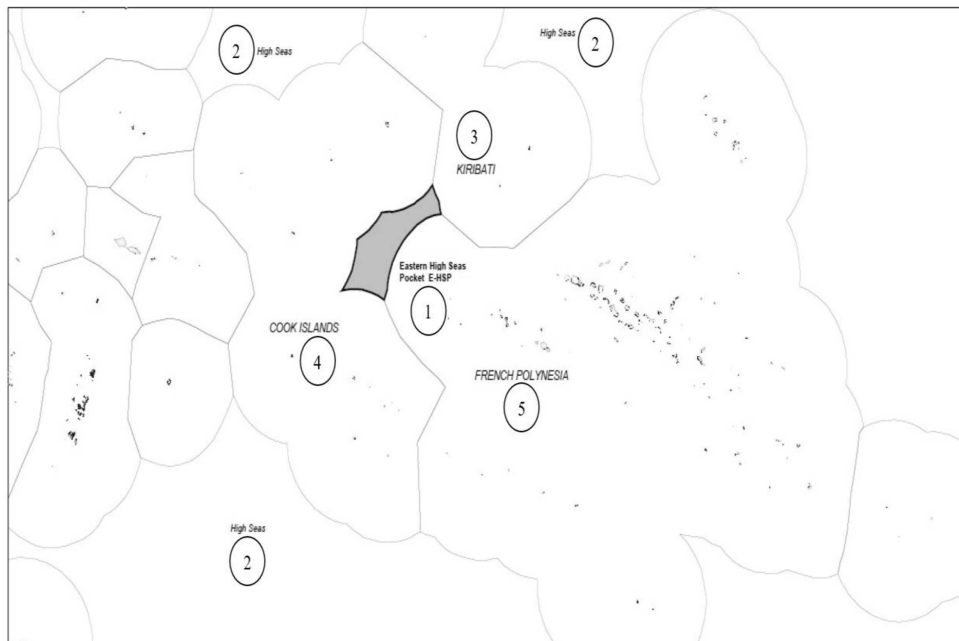 2 High Seas
High Seas 2
3
KIRIBATI
Eastern High Seas
Pocket E-HSP
1
COOK ISLANDS
4
FRENCH POLYNESIA
5
High Seas
2